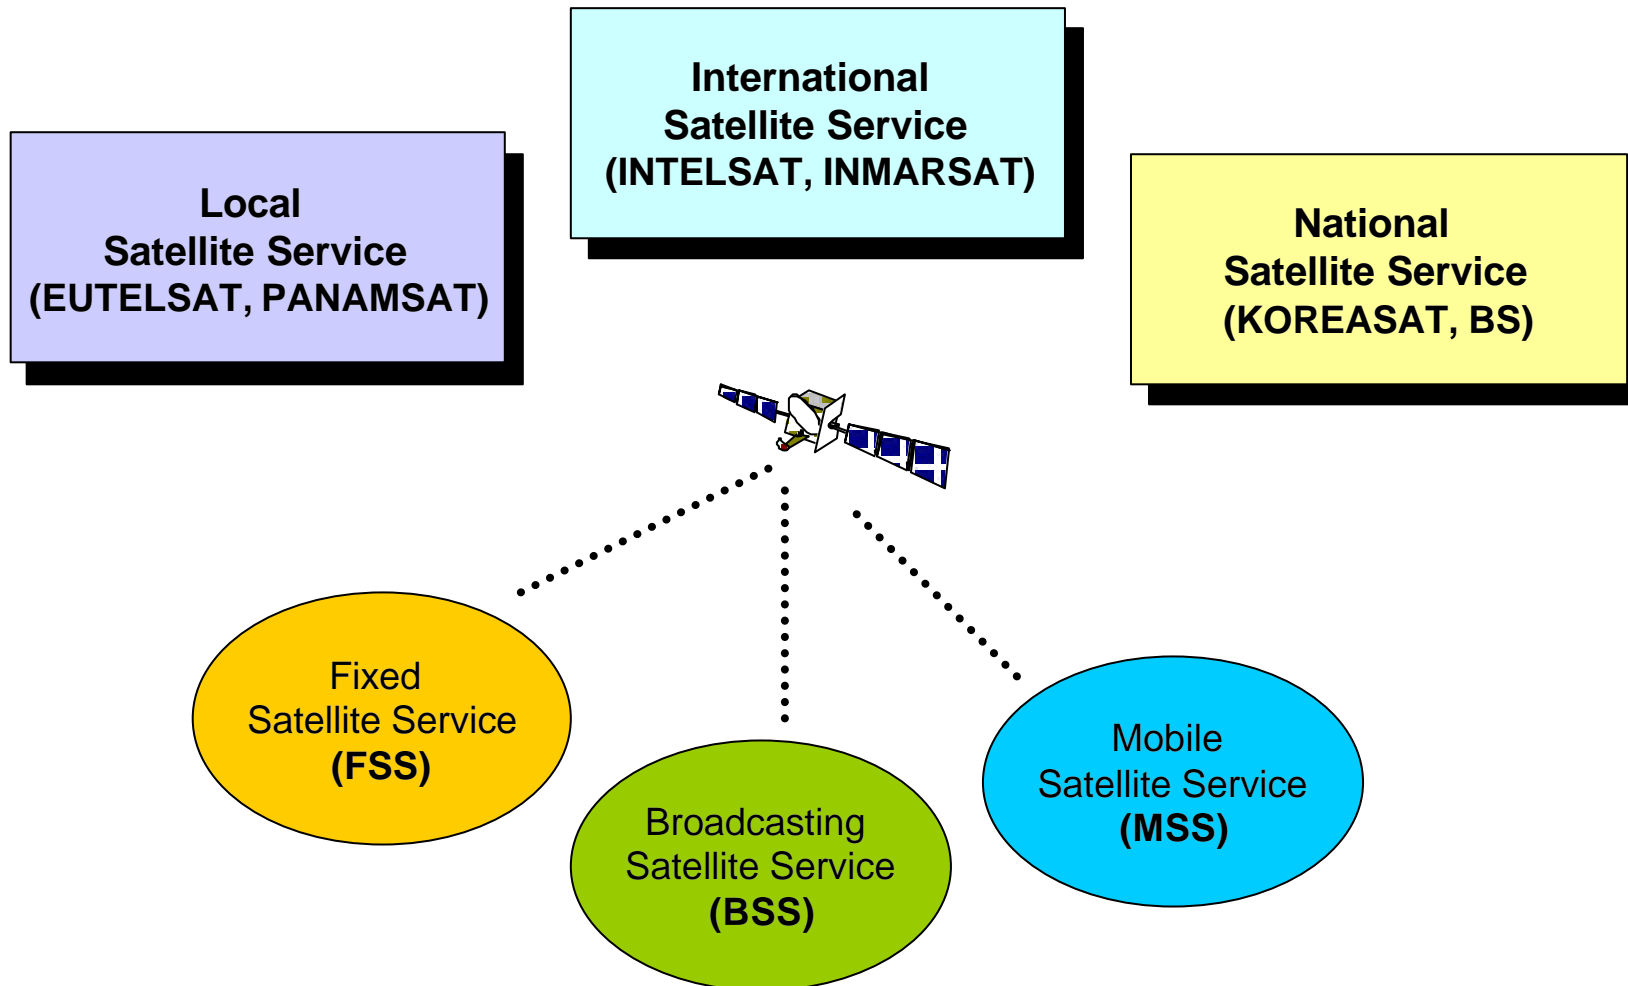 International
Satellite Service
(INTELSAT, INMARSAT)
Local
Satellite Service
(EUTELSAT, PANAMSAT)
National
Satellite Service
(KOREASAT, BS)
Fixed
Satellite Service
(FSS)
Broadcasting
Satellite Service
(BSS)
Mobile
Satellite Service
(MSS)